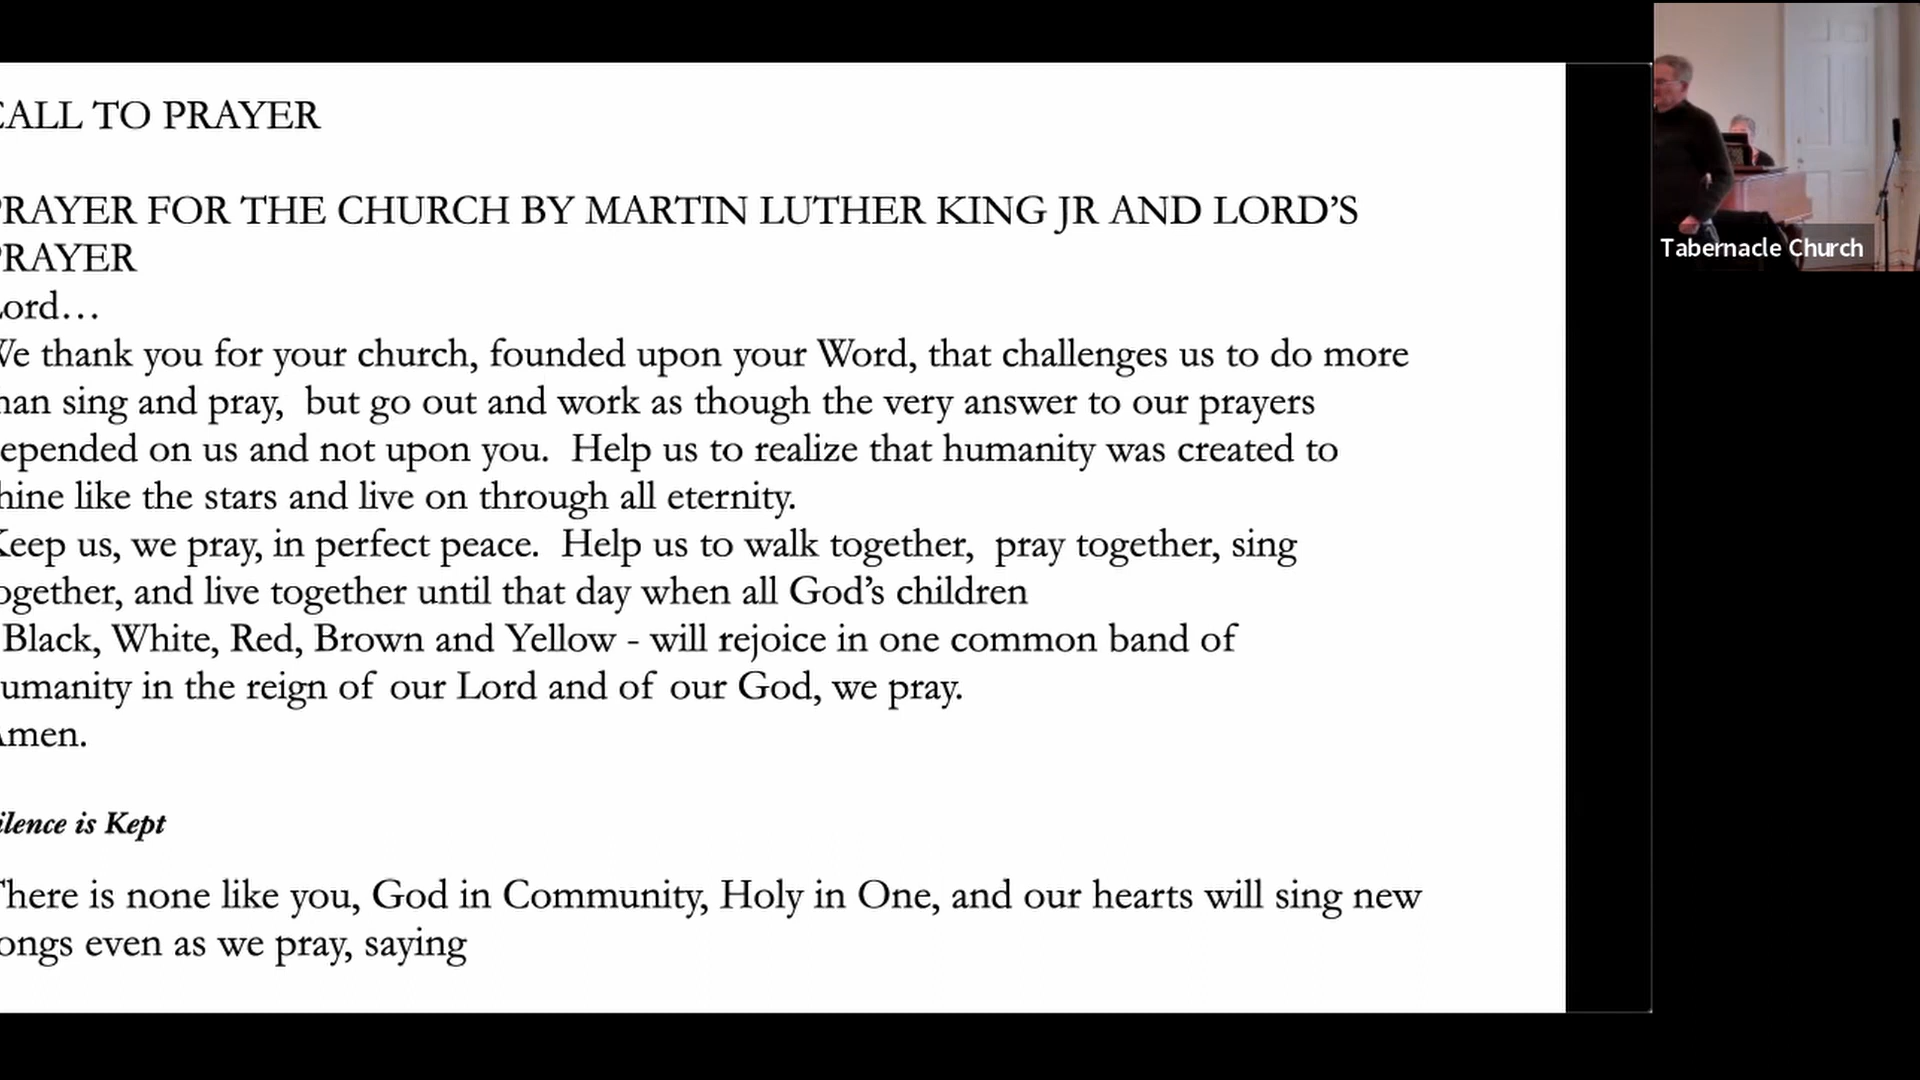 CALL TO PRAYER
PRAYER FOR THE CHURCH BY MARTIN LUTHER KING JR AND LORD'S
PRAYER
Lord…
We thank you for your church, founded upon your Word, that challenges us to do more
than sing and pray, but go out and work as though the very answer to our prayers
depended on us and not upon you. Help us to realize that humanity was created to
shine like the stars and live on through all eternity.
Keep us, we pray, in perfect peace. Help us to walk together, pray together, sing
together, and live together until that day when all God's children
Black, White, Red, Brown and Yellow - will rejoice in one common band of
humanity in the reign of our Lord and of our God, we pray.
Amen.
Silence is Kept
There is none like you, God in Community, Holy in One, and our hearts will sing new
songs even as we pray, saying
Tabernacle Church